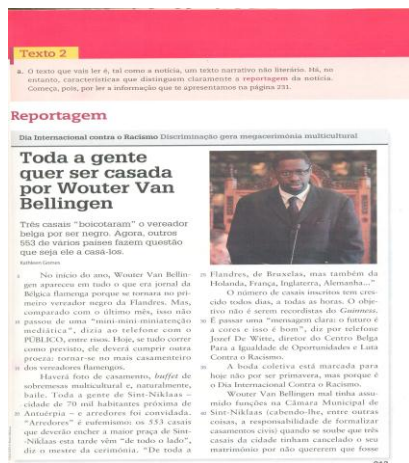 Texto 2
a. O texto que vais ler é, tal como a notícia, um texto narrativo não literário. Há, no
entanto, características que distinguem claramente a reportagem da notícia.
Começa, pois, por ler a informação que te apresentamos na página 231.
Reportagem
Dia Internacional contra o Racismo Discriminação gera megacerimónia multicultural
Toda a gente
quer ser casada
por Wouter Van
Bellingen
Três casais "boicotaram" o vereador
belga por ser negro. Agora, outros
553 de vários países fazem questão
que seja ele a casá-los.
Kathleen Gomes
No início do ano, Wouter Van Bellin-
gen apareceu em tudo o que era jornal da
Bélgica flamenga porque se tornara no pri-
meiro vereador negro da Flandres. Mas,
comparado com o último mês, isso não
passou de uma "mini-mini-miniatenção
mediática", dizia ao telefone com o
PÚBLICO, entre risos. Hoje, se tudo correr
como previsto, ele deverá cumprir outra
proeza: tornar-se no mais casamenteiro
dos vereadores flamengos.
Haverá foto de casamento, buffet de
sobremesas multicultural e, naturalmente,
baile. Toda a gente de Sint-Niklaas –
cidade de 70 mil habitantes próxima de
Antuérpia – e arredores foi convidada.
"Arredores" é eufemismo: os 553 casais
que deverão encher a maior praça de Sint-
-Niklaas esta tarde vêm "de todo o lado",
diz o mestre da cerimónia. "De toda a
25 Flandres, de Bruxelas, mas também da
Holanda, França, Inglaterra, Alemanha..."
O número de casais inscritos tem cres-
cido todos dias, a todas as horas. O obje-
tivo não é serem recordistas do Guinness.
30 É passar uma "mensagem clara: o futuro é
a cores e isso é bom", diz por telefone
Jozef De Witte, diretor do Centro Belga
Para a Igualdade de Oportunidades e Luta
Contra o Racismo.
35 A boda coletiva está marcada para
hoje não por ser primavera, mas porque é
o Dia Internacional Contra o Racismo.
Wouter Van Bellingen mal tinha assu-
mido funções na Câmara Municipal de
40 Sint-Niklaas (cabendo-lhe, entre outras
coisas, a responsabilidade de formalizar
casamentos civis) quando se soube que três
casais da cidade tinham cancelado o seu
matrimónio por não quererem que fosse